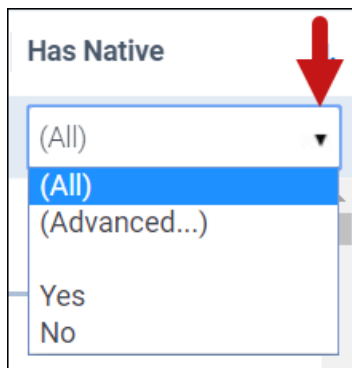 Has Native
(All)
(All)
(Advanced...)
Yes
No